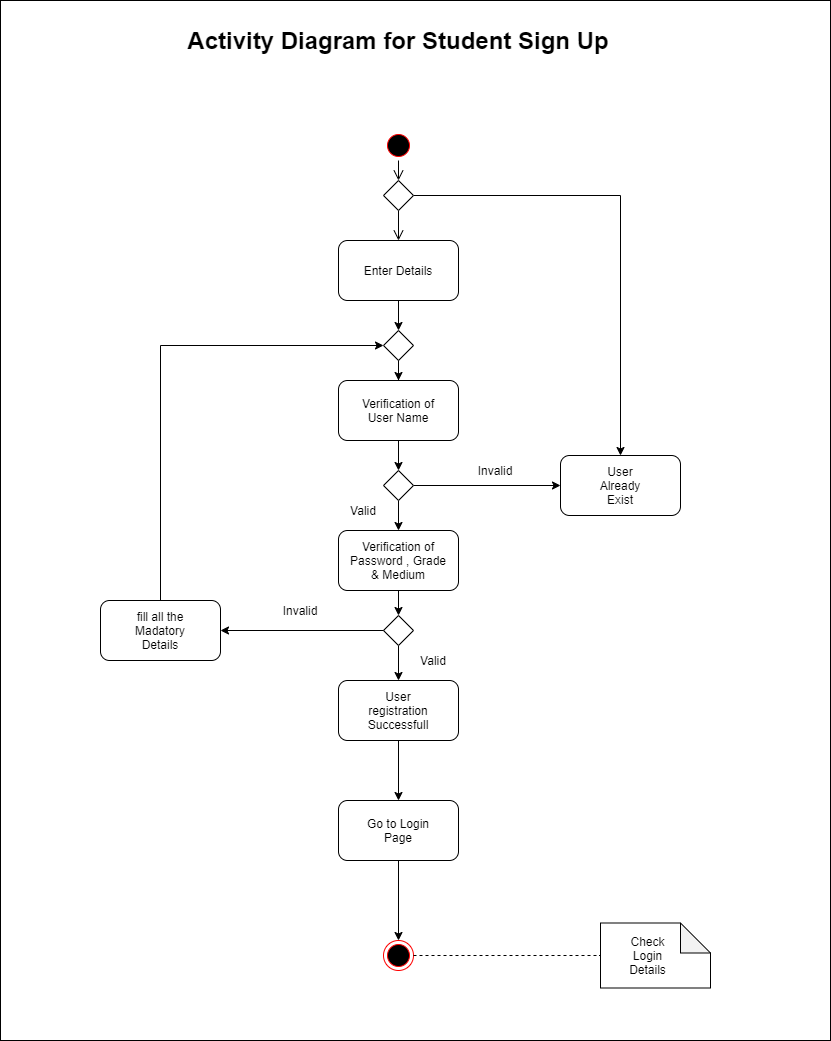 Activity Diagram for Student Sign Up
Enter Details
Verification of
User Name
Invalid
User
Already
Exist
Valid
Verification of
Password , Grade
& Medium
Invalid
fill all the
Madatory
Details
Valid
User
registration
Successfull
Go to Login
Page
Check
Login
Details